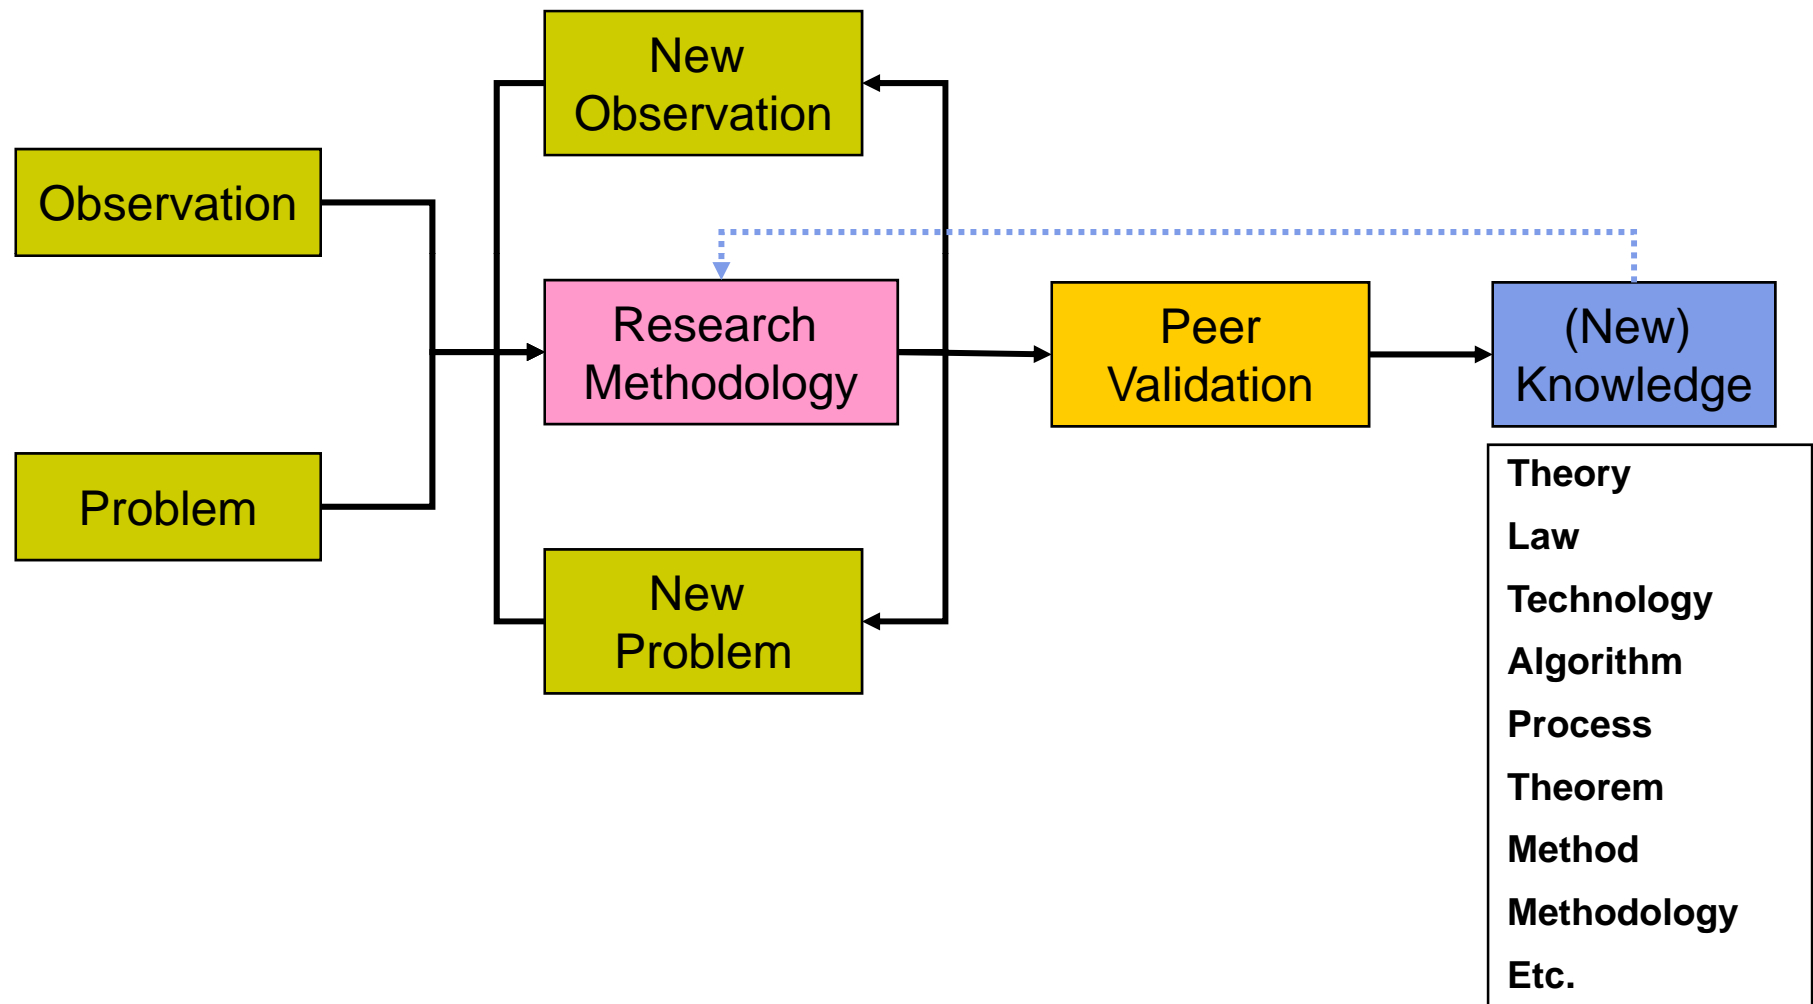 New
Observation
Observation
Research
Methodology
Peer
Validation
(New)
Knowledge
Problem
New
Problem
Theory
Law
Technology
Algorithm
Process
Theorem
Method
Methodology
Etc.